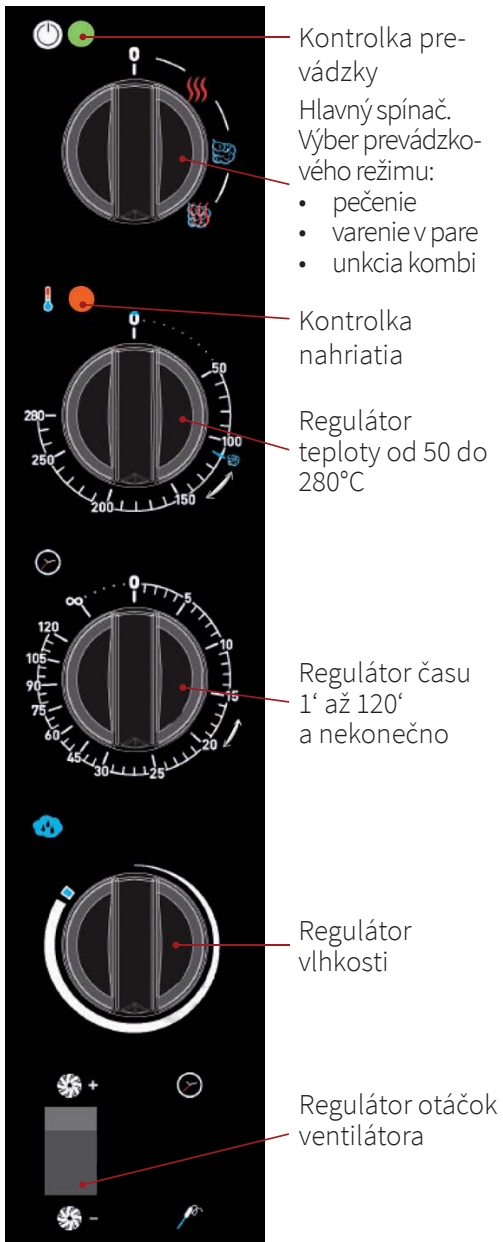 Kontrolka pre-
vádzky
Hlavný spínač.
Výber prevádzko-
vého režimu:
• pečenie
• varenie v pare
• unkcia kombi
0
Kontrolka
nahriatia
Regulátor
teploty od 50 do
280°C
0
50
100
150
200
250
280
Regulátor času
1‘ až 120‘
a nekonečno
0
5
10
15
20
25
30
45
60
75
90
105
120
∞
Regulátor
vlhkosti
Regulátor otáčok
ventilátora
+
-